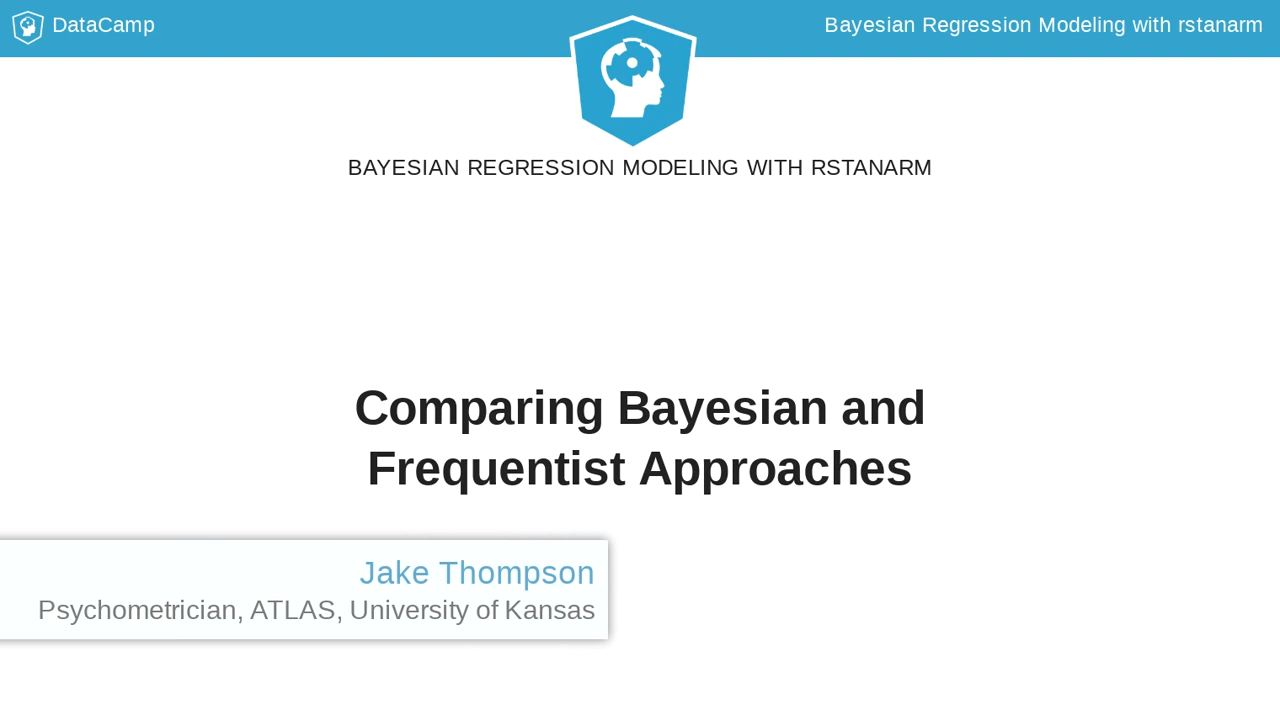 DataCamp
Bayesian Regression Modeling with rstanarm
BAYESIAN REGRESSION MODELING WITH RSTANARM
Comparing Bayesian and
Frequentist Approaches
Jake Thompson
Psychometrician, ATLAS, University of Kansas